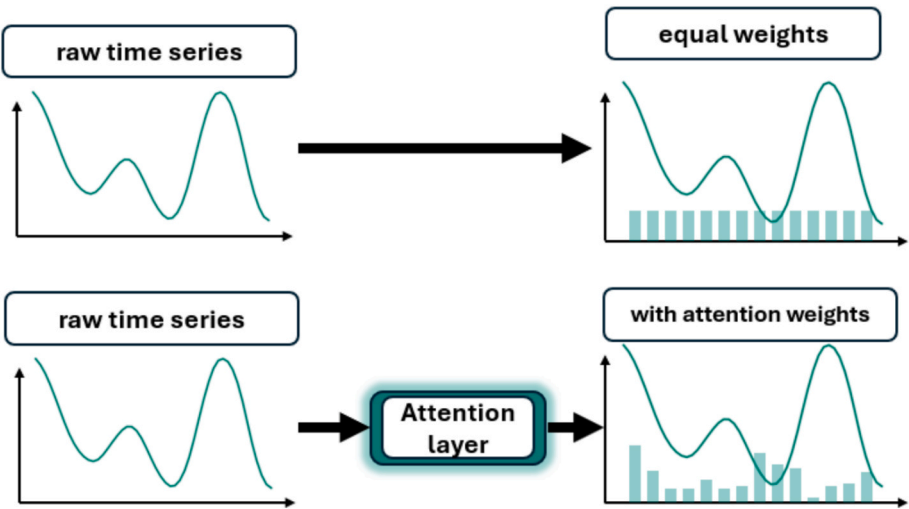 raw time series
equal weights
raw time series
with attention weights
Attention
layer